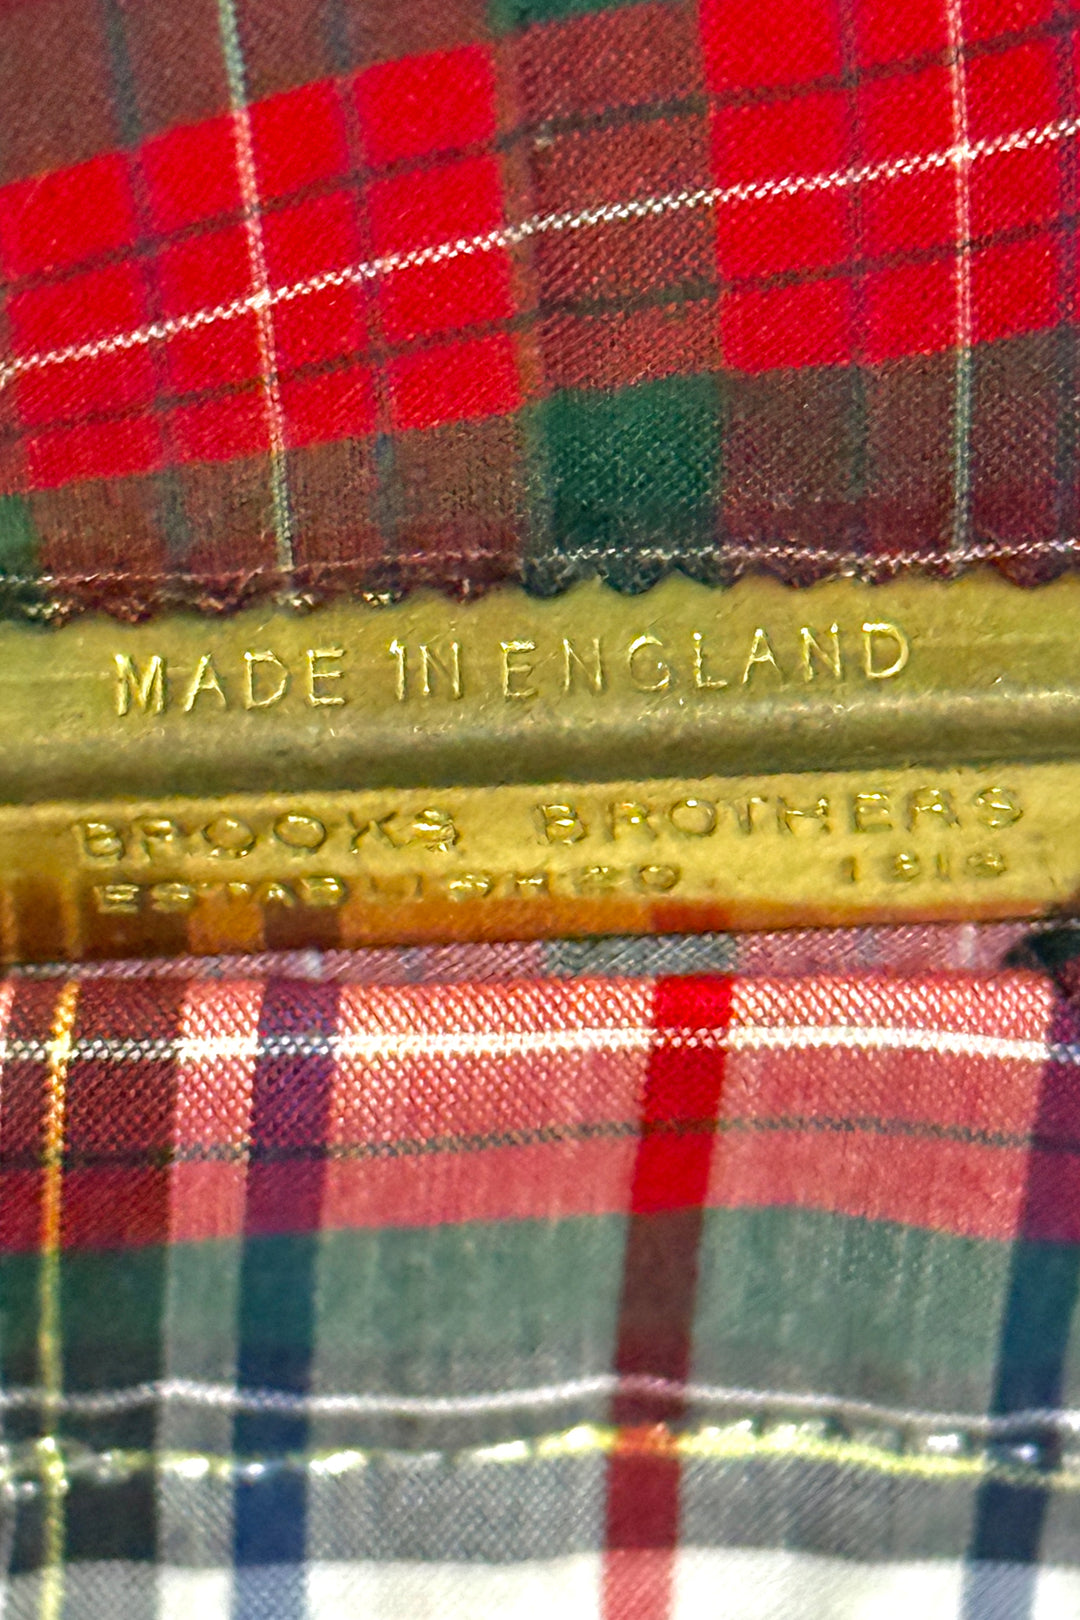 MADE IN ENGLAND
BROOKS BROTHERS
ESTABLISHED 1818